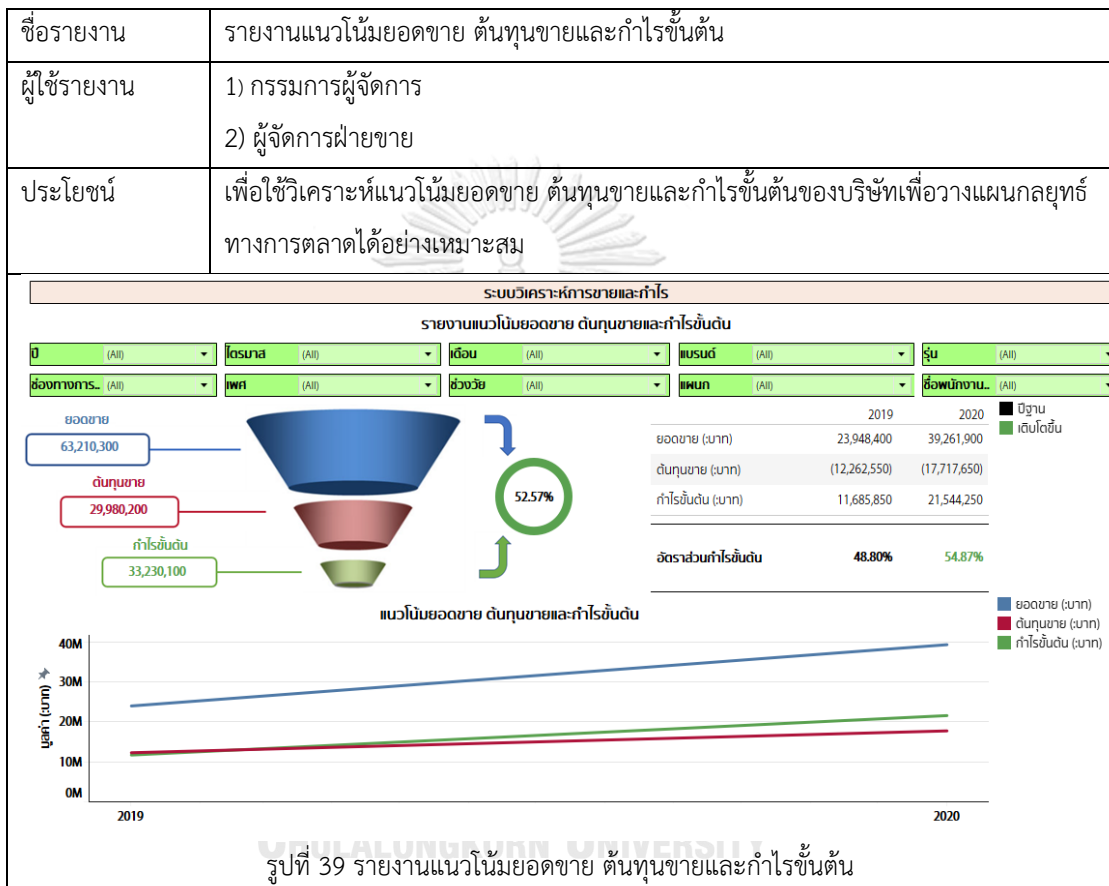 ชื่อรายงาน รายงานแนวโน้มยอดขาย ต้นทุนขายและกำไรขั้นต้น
ผู้ใช้รายงาน 1) กรรมการผู้จัดการ
2) ผู้จัดการฝ่ายขาย
ประโยชน์ เพื่อใช้วิเคราะห์แนวโน้มยอดขาย ต้นทุนขายและกำไรขั้นต้นของบริษัทเพื่อวางแผนกลยุทธ์
ทางการตลาดได้อย่างเหมาะสม
ระบบวิเคราะห์การขายและกำไร
รายงานแนวโน้มยอดขาย ต้นทุนขายและกำไรขั้นต้น
ปี (All) ไตรมาส (All) เดือน (All) แบรนด์ (All) รุ่น (All)
ช่องทางการ.. (All) เพศ (All) ช่วงวัย (All) แผนก (All) ชื่อพนักงาน.. (All)
ยอดขาย
63,210,300
ต้นทุนขาย
29,980,200
กำไรขั้นต้น
33,230,100
52.57%
2019 2020
ยอดขาย (:บาท) 23,948,400 39,261,900
ต้นทุนขาย (:บาท) (12,262,550) (17,717,650)
กำไรขั้นต้น (:บาท) 11,685,850 21,544,250
อัตราส่วนกำไรขั้นต้น 48.80% 54.87%
ปีฐาน
เติบโตขึ้น
แนวโน้มยอดขาย ต้นทุนขายและกำไรขั้นต้น
ยอดขาย (:บาท)
ต้นทุนขาย (:บาท)
กำไรขั้นต้น (:บาท)
มูลค่า (:บาท)
40M
30M
20M
10M
0M
2019 2020
CHULALONGKORN UNIVERSITY
รูปที่ 39 รายงานแนวโน้มยอดขาย ต้นทุนขายและกำไรขั้นต้น